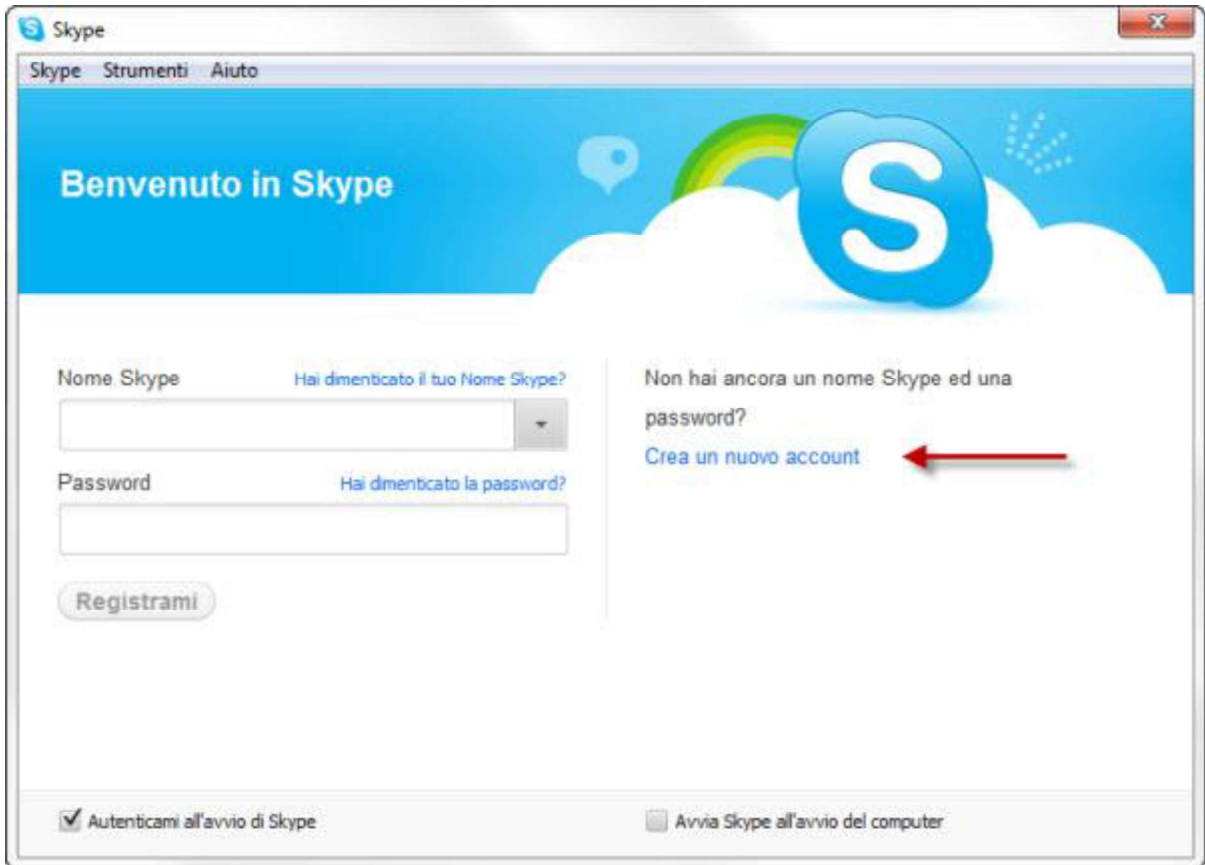 Skype
Skype Strumenti Aiuto
Benvenuto in Skype
Nome Skype Hai dimenticato il tuo Nome Skype?
Password Hai dimenticato la password?
Registrami
Non hai ancora un nome Skype ed una
password?
Crea un nuovo account
Autenticami all'avvio di Skype
Avvia Skype all'avvio del computer